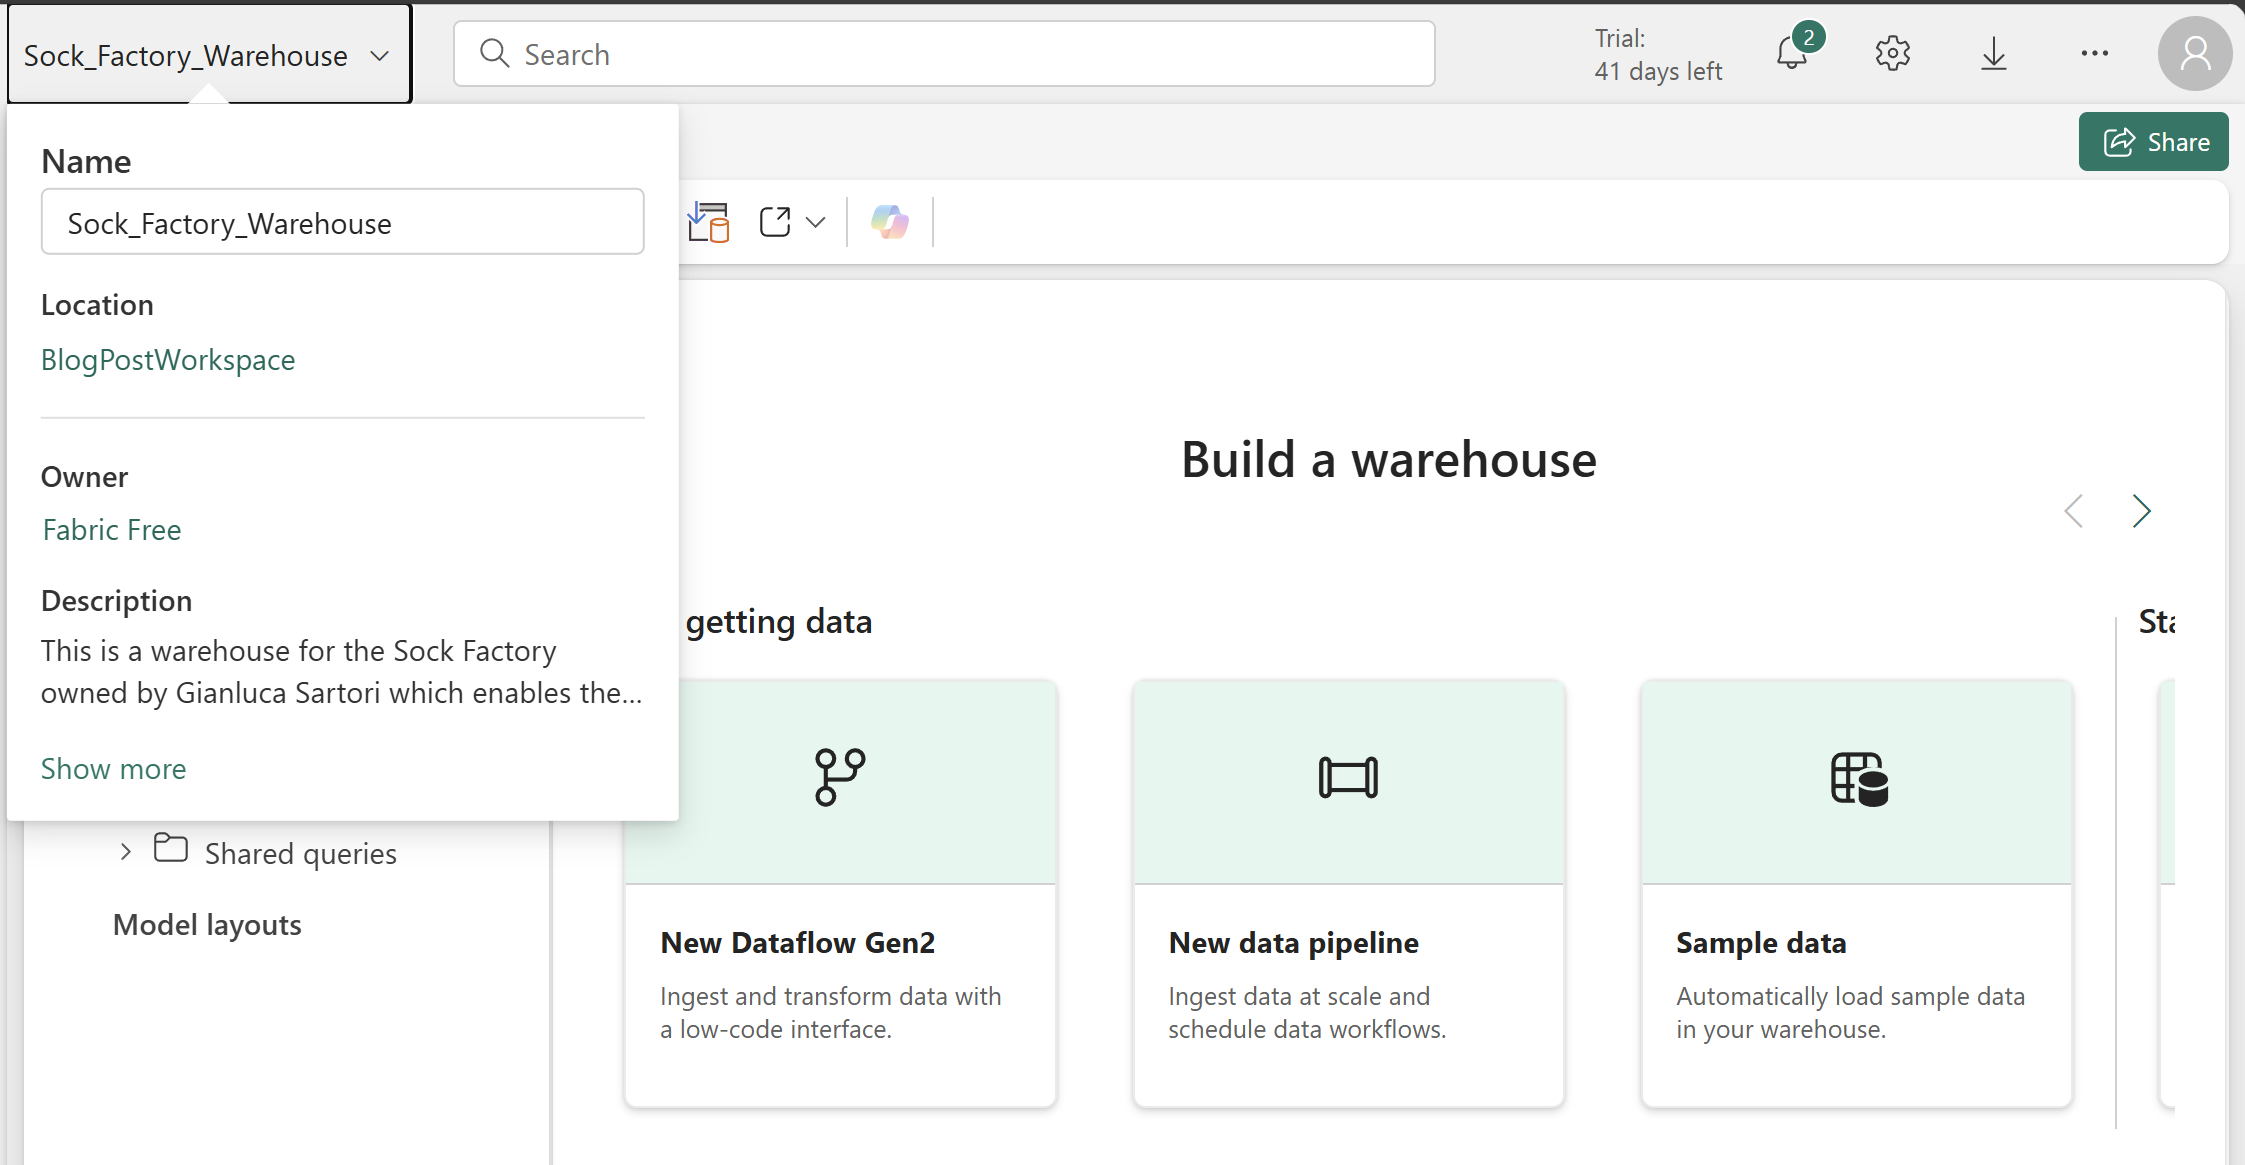 Sock_Factory_Warehouse
Search
Trial:
41 days left
2
Share
Name
Sock_Factory_Warehouse
Location
BlogPostWorkspace
Owner
Fabric Free
Description
This is a warehouse for the Sock Factory
owned by Gianluca Sartori which enables the...
Show more
Shared queries
Model layouts
Build a warehouse
getting data
New Dataflow Gen2
Ingest and transform data with
a low-code interface.
New data pipeline
Ingest data at scale and
schedule data workflows.
Sample data
Automatically load sample data
in your warehouse.